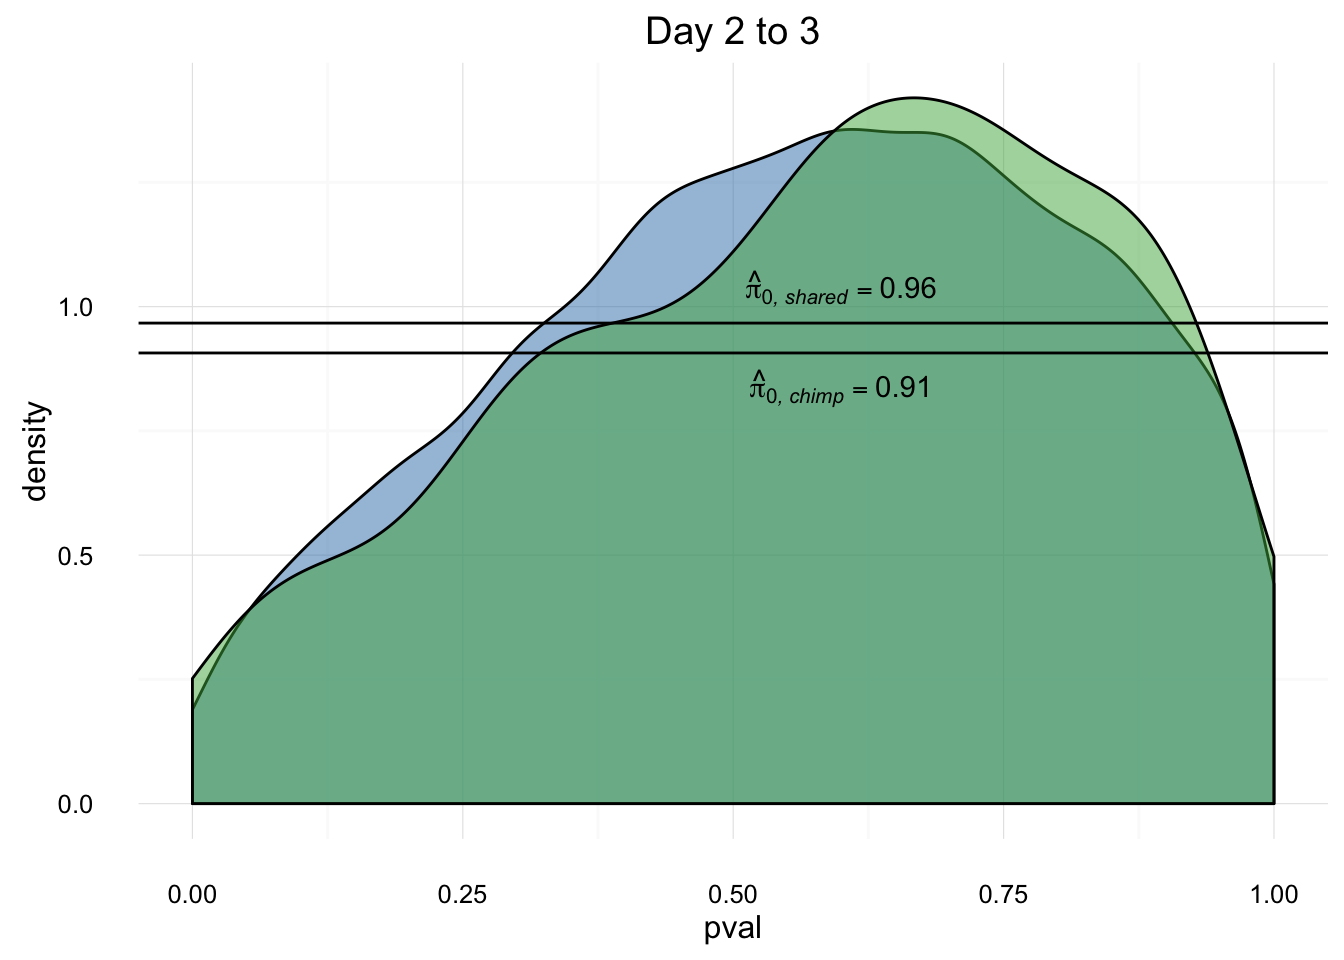 Day 2 to 3
density
1.0
0.5
0.0
π̂0, shared = 0.96
π̂0, chimp = 0.91
0.00 0.25 0.50 0.75 1.00
pval